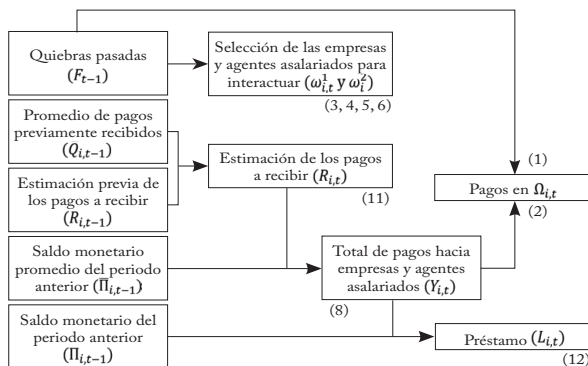 Quiebras pasadas
(F_{t−1})
Selección de las empresas
y agentes asalariados para
interactuar (ω^1_{i,t} y ω^2_i)
(3, 4, 5, 6)
Promedio de pagos
previamente recibidos
(Q_{i,t−1})
Estimación previa de
los pagos a recibir
(R_{i,t−1})
Estimación de los pagos
a recibir (R_{i,t})
(11)
(1)
Pagos en Ω_{i,t}
(2)
Saldo monetario
promedio del periodo
anterior (Π̅_{i,t−1})
Total de pagos hacia
empresas y agentes
asalariados (Y_{i,t})
(8)
Saldo monetario del
periodo anterior
(Π_{i,t−1})
Préstamo (L_{i,t})
(12)